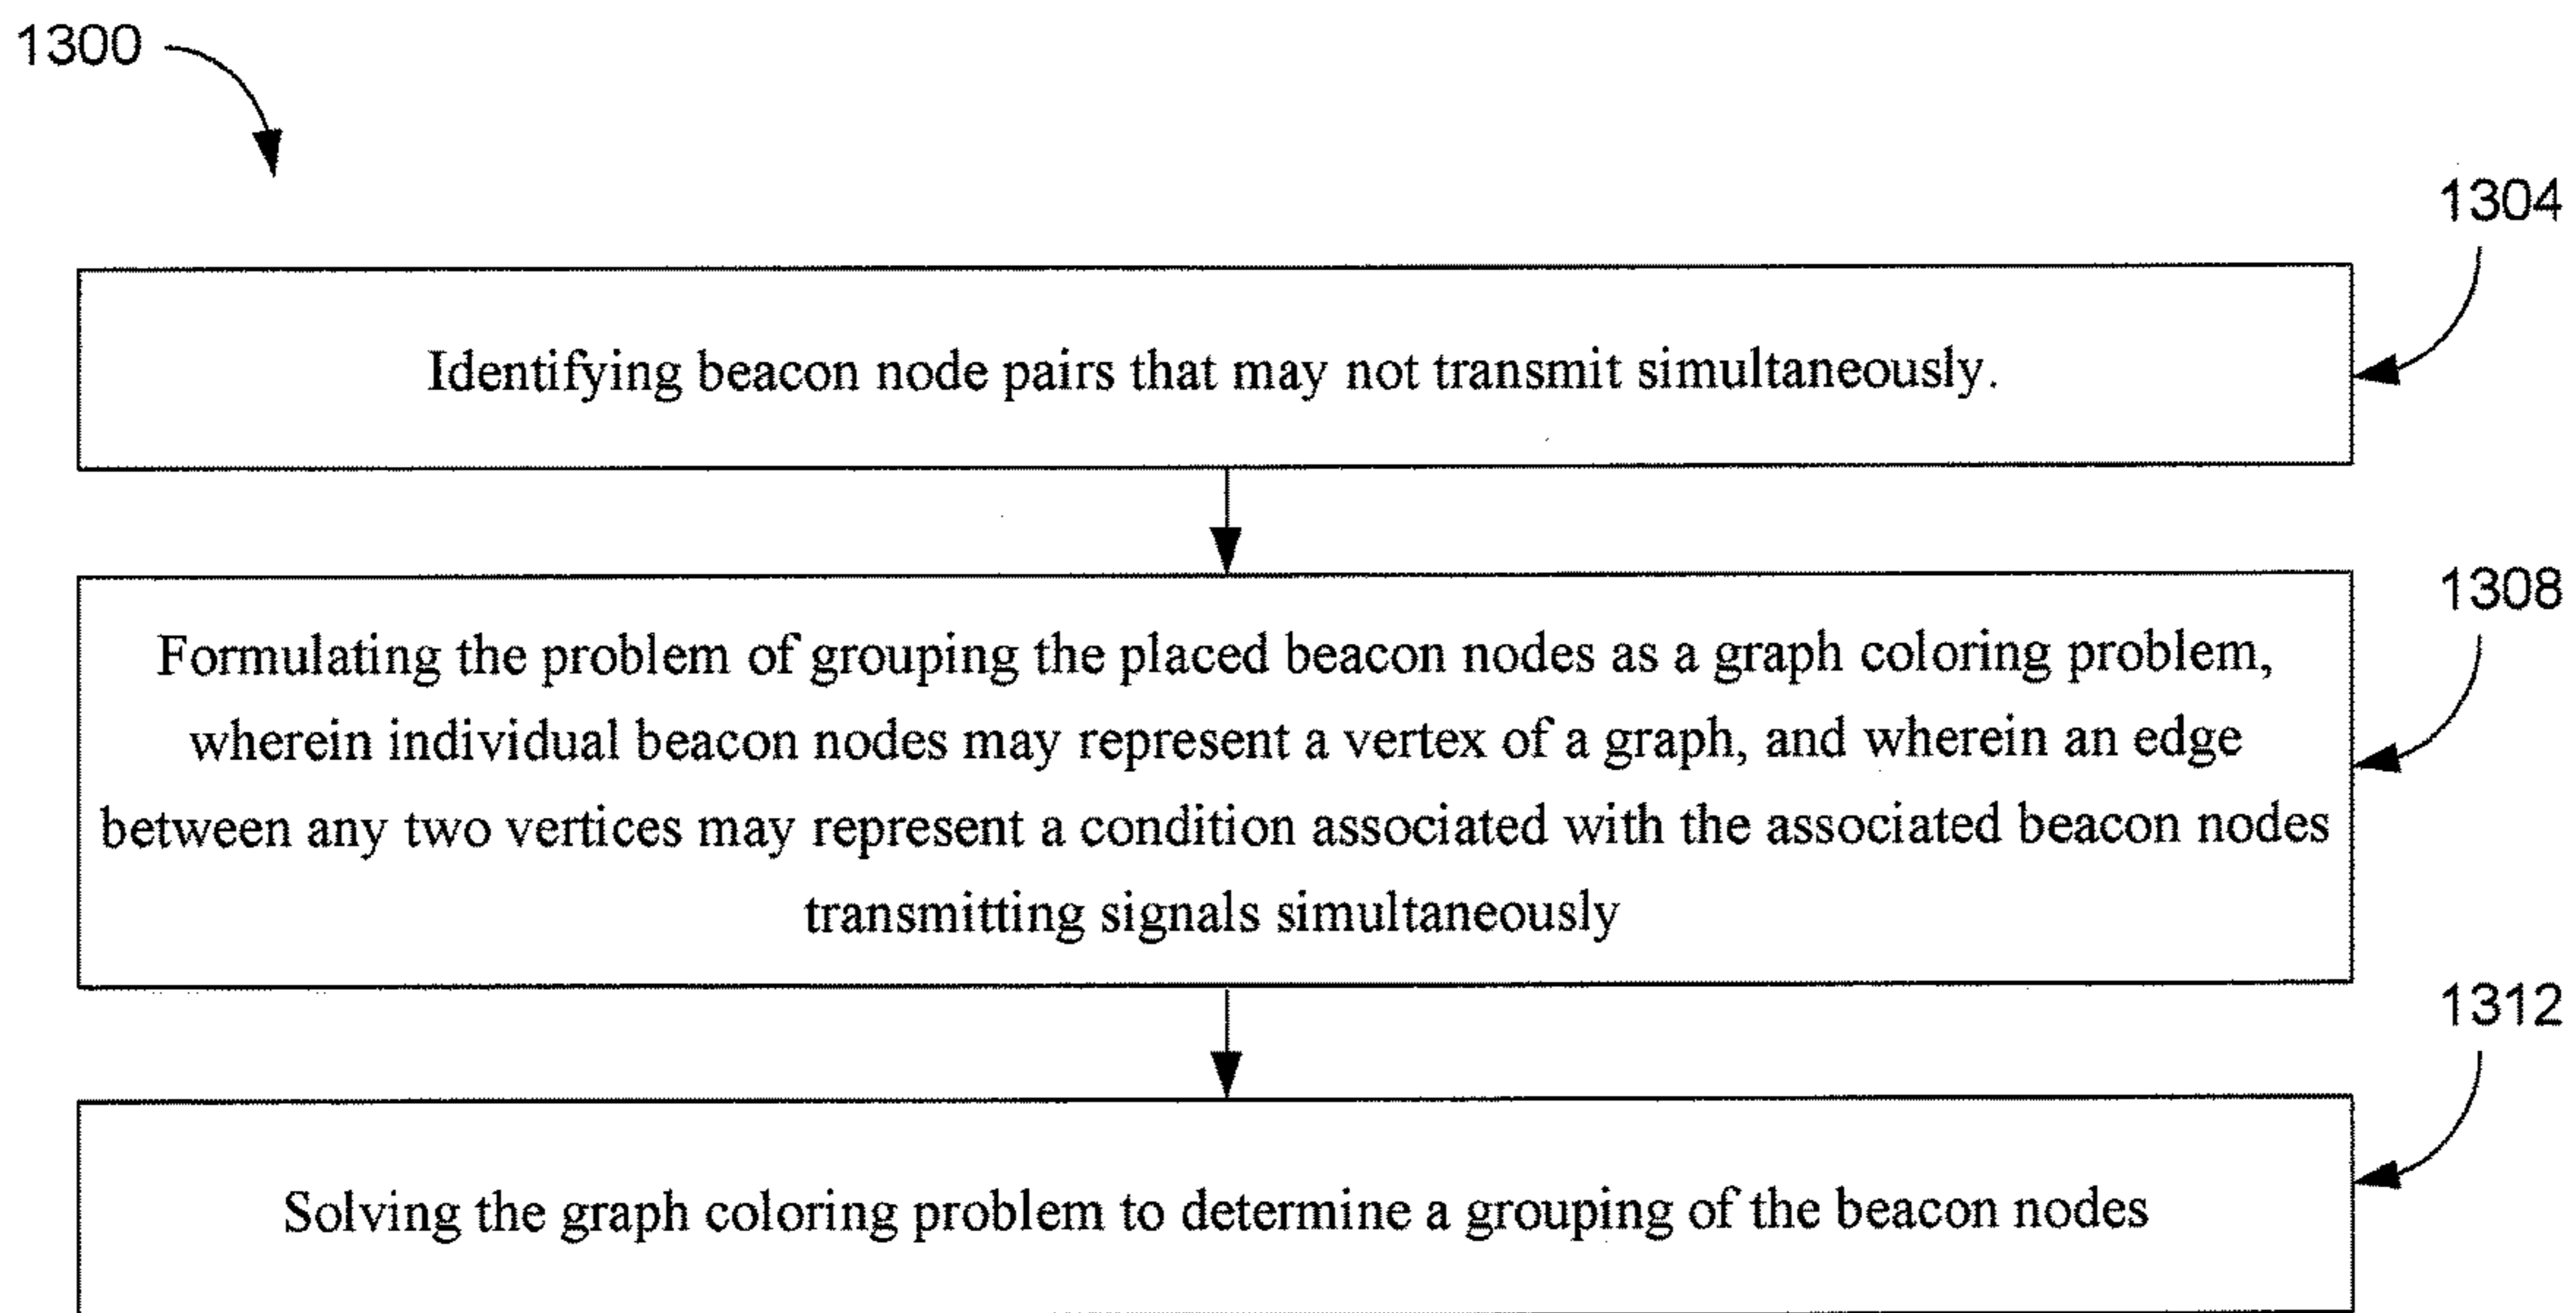 1300
1304
Identifying beacon node pairs that may not transmit simultaneously.
1308
Formulating the problem of grouping the placed beacon nodes as a graph coloring problem,
wherein individual beacon nodes may represent a vertex of a graph, and wherein an edge
between any two vertices may represent a condition associated with the associated beacon nodes
transmitting signals simultaneously
1312
Solving the graph coloring problem to determine a grouping of the beacon nodes